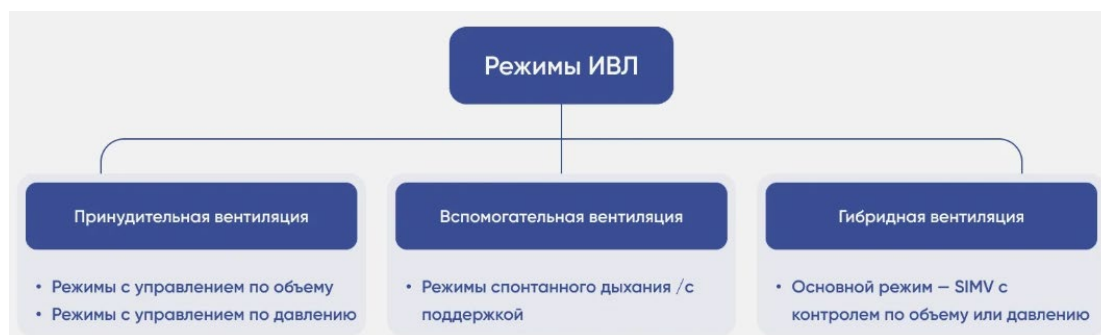 Режимы ИВЛ
Принудительная вентиляция
• Режимы с управлением по объему
• Режимы с управлением по давлению
Вспомогательная вентиляция
• Режимы спонтанного дыхания /с
поддержкой
Гибридная вентиляция
• Основной режим — SIMV с
контролем по объему или давлению